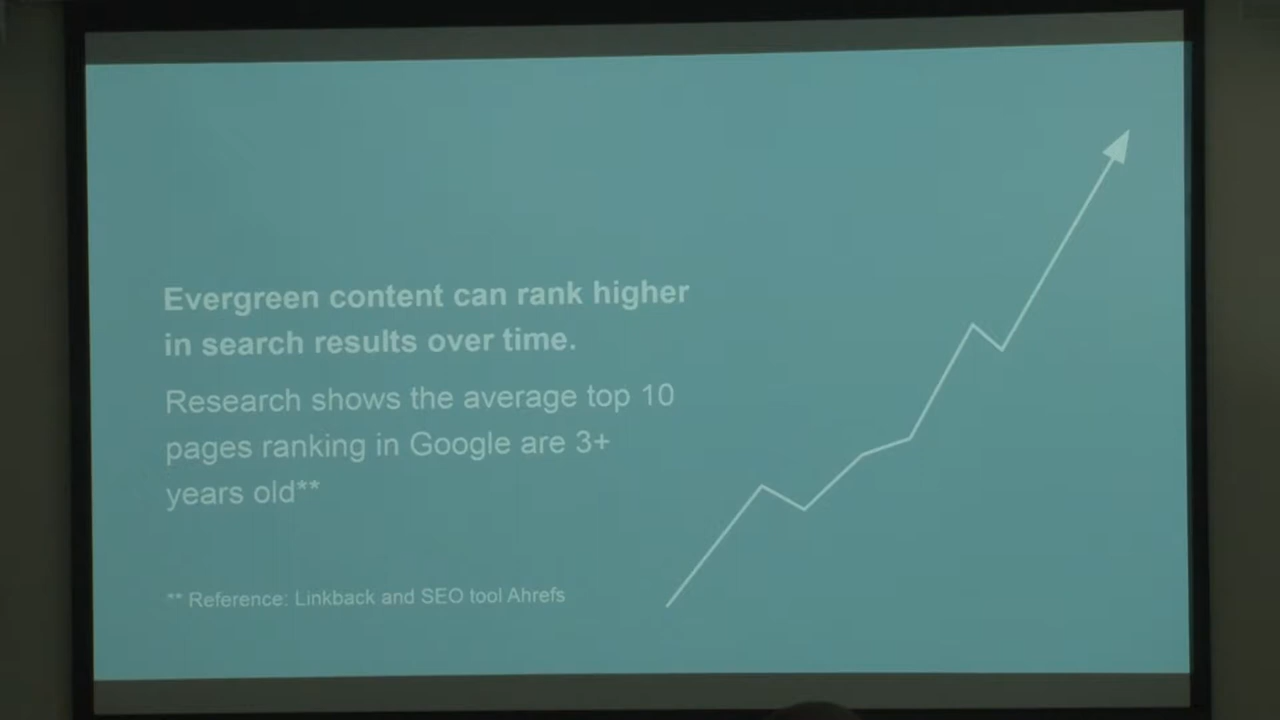 Evergreen content can rank higher
in search results over time.
Research shows the average top 10
pages ranking in Google are 3+
years old**
** Reference: Linkback and SEO tool Ahrefs